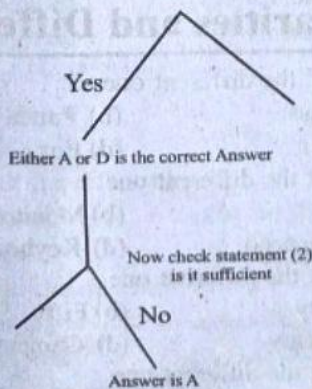 Yes
Either A or D is the correct Answer
Now check statement (2)
is it sufficient
No
Answer is A